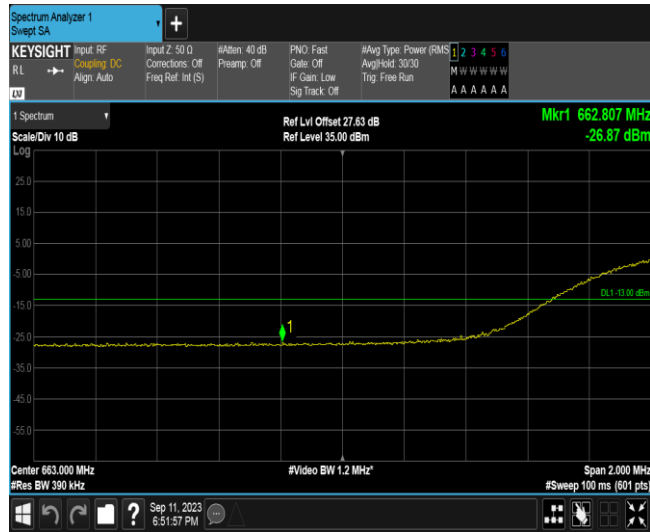 Spectrum Analyzer 1
Swept SA
KEYSIGHT
RL
LXI
Input: RF
Coupling: DC
Align: Auto
Input Z: 50 Ω
Corrections: Off
Freq Ref: Int (S)
#Atten: 40 dB
Preamp: Off
PNO: Fast
Gate: Off
IF Gain: Low
Sig Track: Off
#Avg Type: Power (RMS
Avg|Hold: 30/30
Trig: Free Run
1 2 3 4 5 6
M W W W W W
A A A A A A
1 Spectrum
Scale/Div 10 dB
Log
Ref Lvl Offset 27.63 dB
Ref Level 35.00 dBm
Mkr1 662.807 MHz
-26.87 dBm
25.0
15.0
5.00
-5.00
DL1 -13.00 dBm
-15.0
1
-25.0
-35.0
-45.0
-55.0
Center 663.000 MHz
#Res BW 390 kHz
#Video BW 1.2 MHz*
Span 2.000 MHz
#Sweep 100 ms (601 pts)
?
Sep 11, 2023
6:51:57 PM